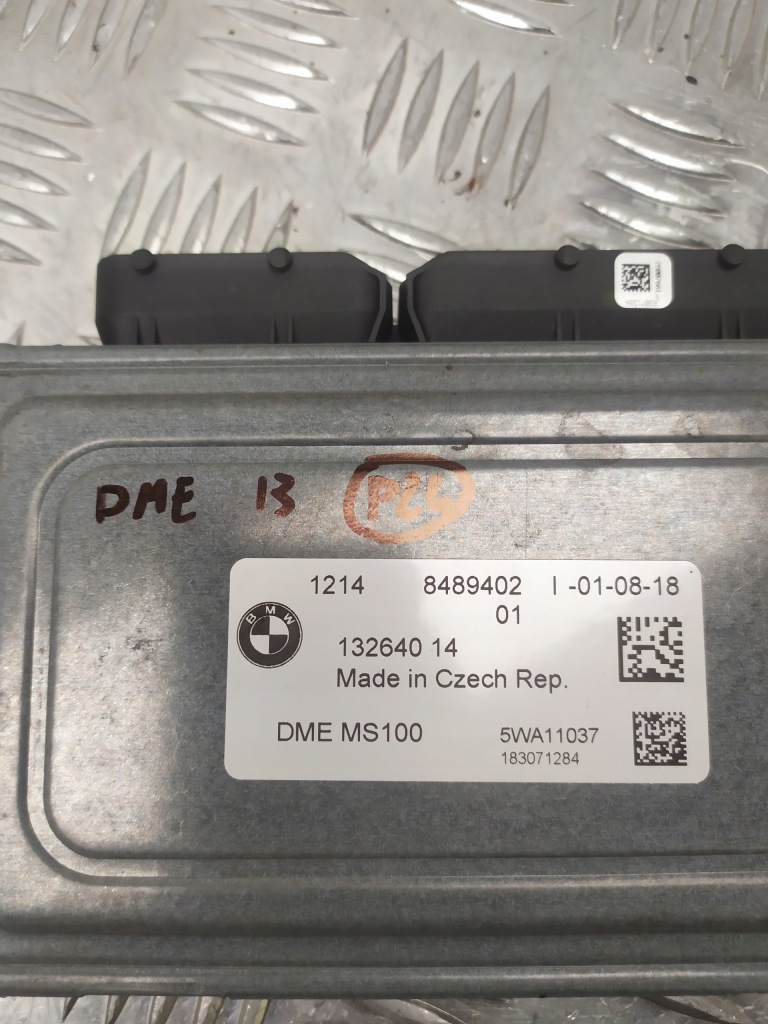 DME 13 P24
1214 8489402 I -01-08-18
01
BMW
132640 14
Made in Czech Rep.
DME MS100 5WA11037
183071284